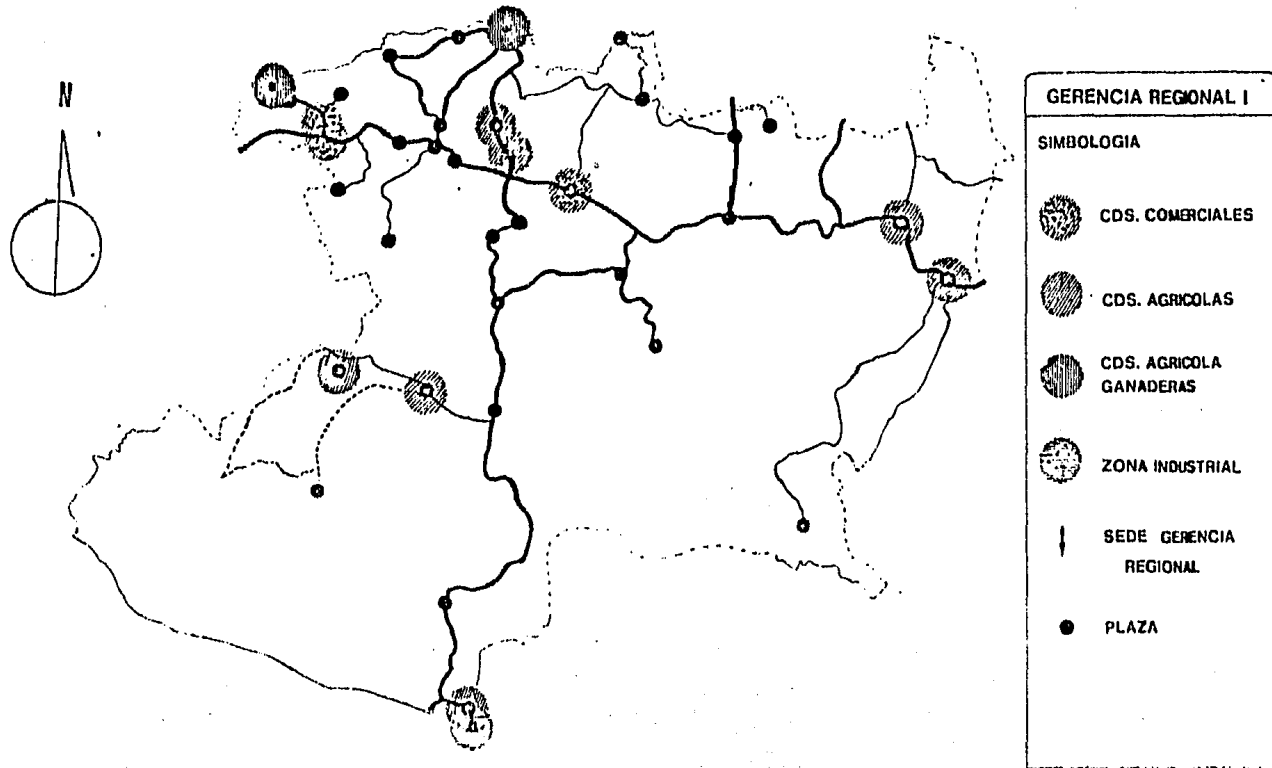 N
GERENCIA REGIONAL I
SIMBOLOGIA
CDS. COMERCIALES
CDS. AGRICOLAS
CDS. AGRICOLA
GANADERAS
ZONA INDUSTRIAL
SEDE GERENCIA
REGIONAL
PLAZA